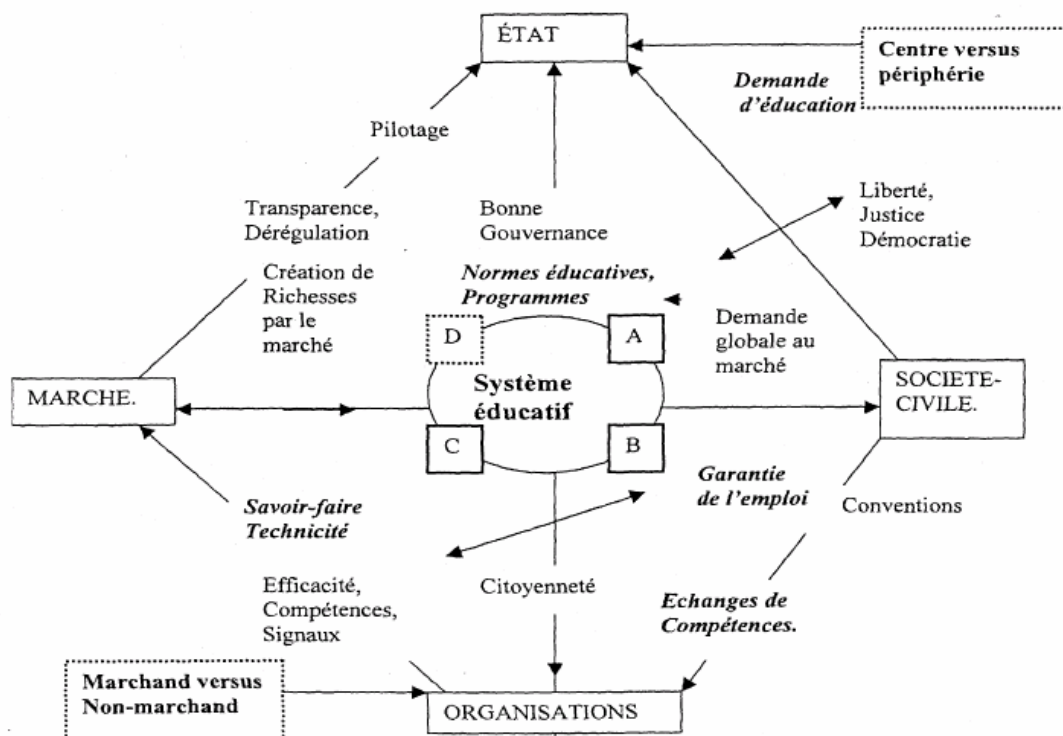 ÉTAT
Centre versus
périphérie
Demande
d'éducation
Pilotage
Transparence,
Dérégulation
Bonne
Gouvernance
Liberté,
Justice
Démocratie
Création de
Richesses
par le
marché
Normes éducatives,
Programmes
Demande
globale au
marché
D
A
Système
éducatif
C
B
MARCHE.
SOCIETE-
CIVILE.
Savoir-faire
Technicité
Garantie
de l'emploi
Conventions
Efficacité,
Compétences,
Signaux
Citoyenneté
Echanges de
Compétences.
Marchand versus
Non-marchand
ORGANISATIONS